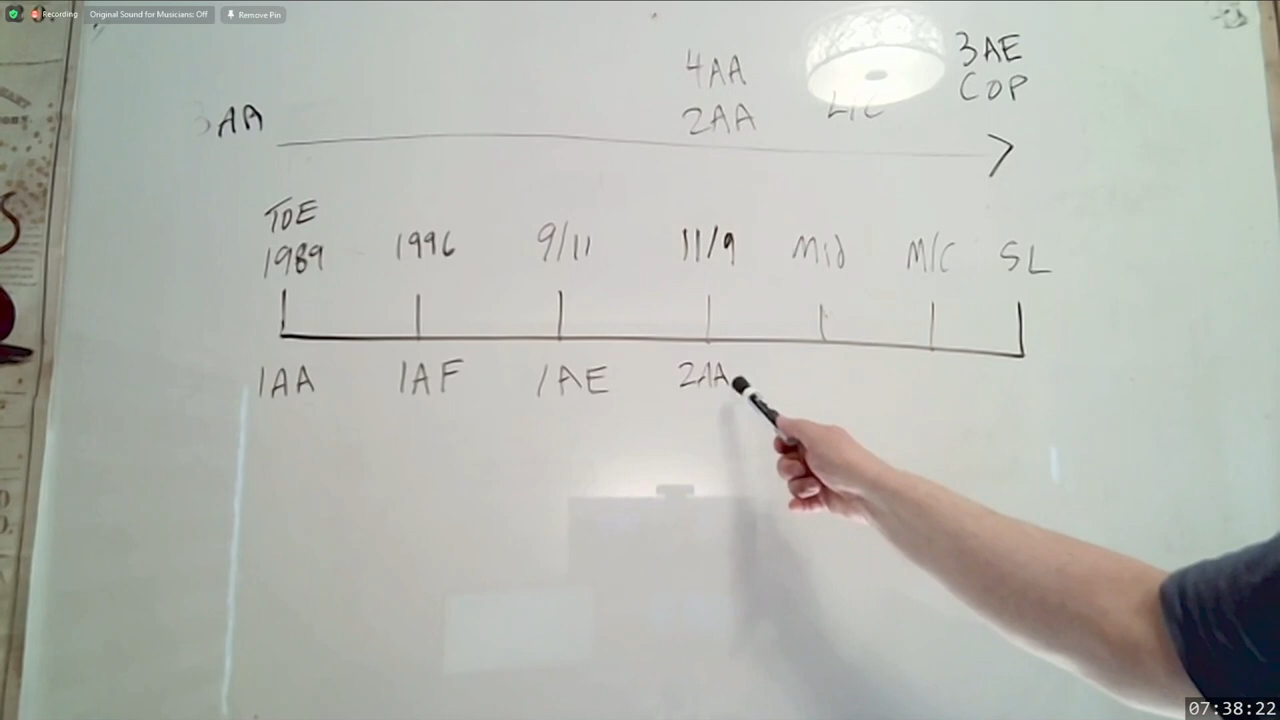 Recording
Original Sound for Musicians: Off
Remove Pin
4AA
2AA
L/C
3AE
COP
3AA
TOE
1989
1996
9/11
11/9
Mid
M/C
SL
1AA
1AF
1AE
2AA
07:38:22